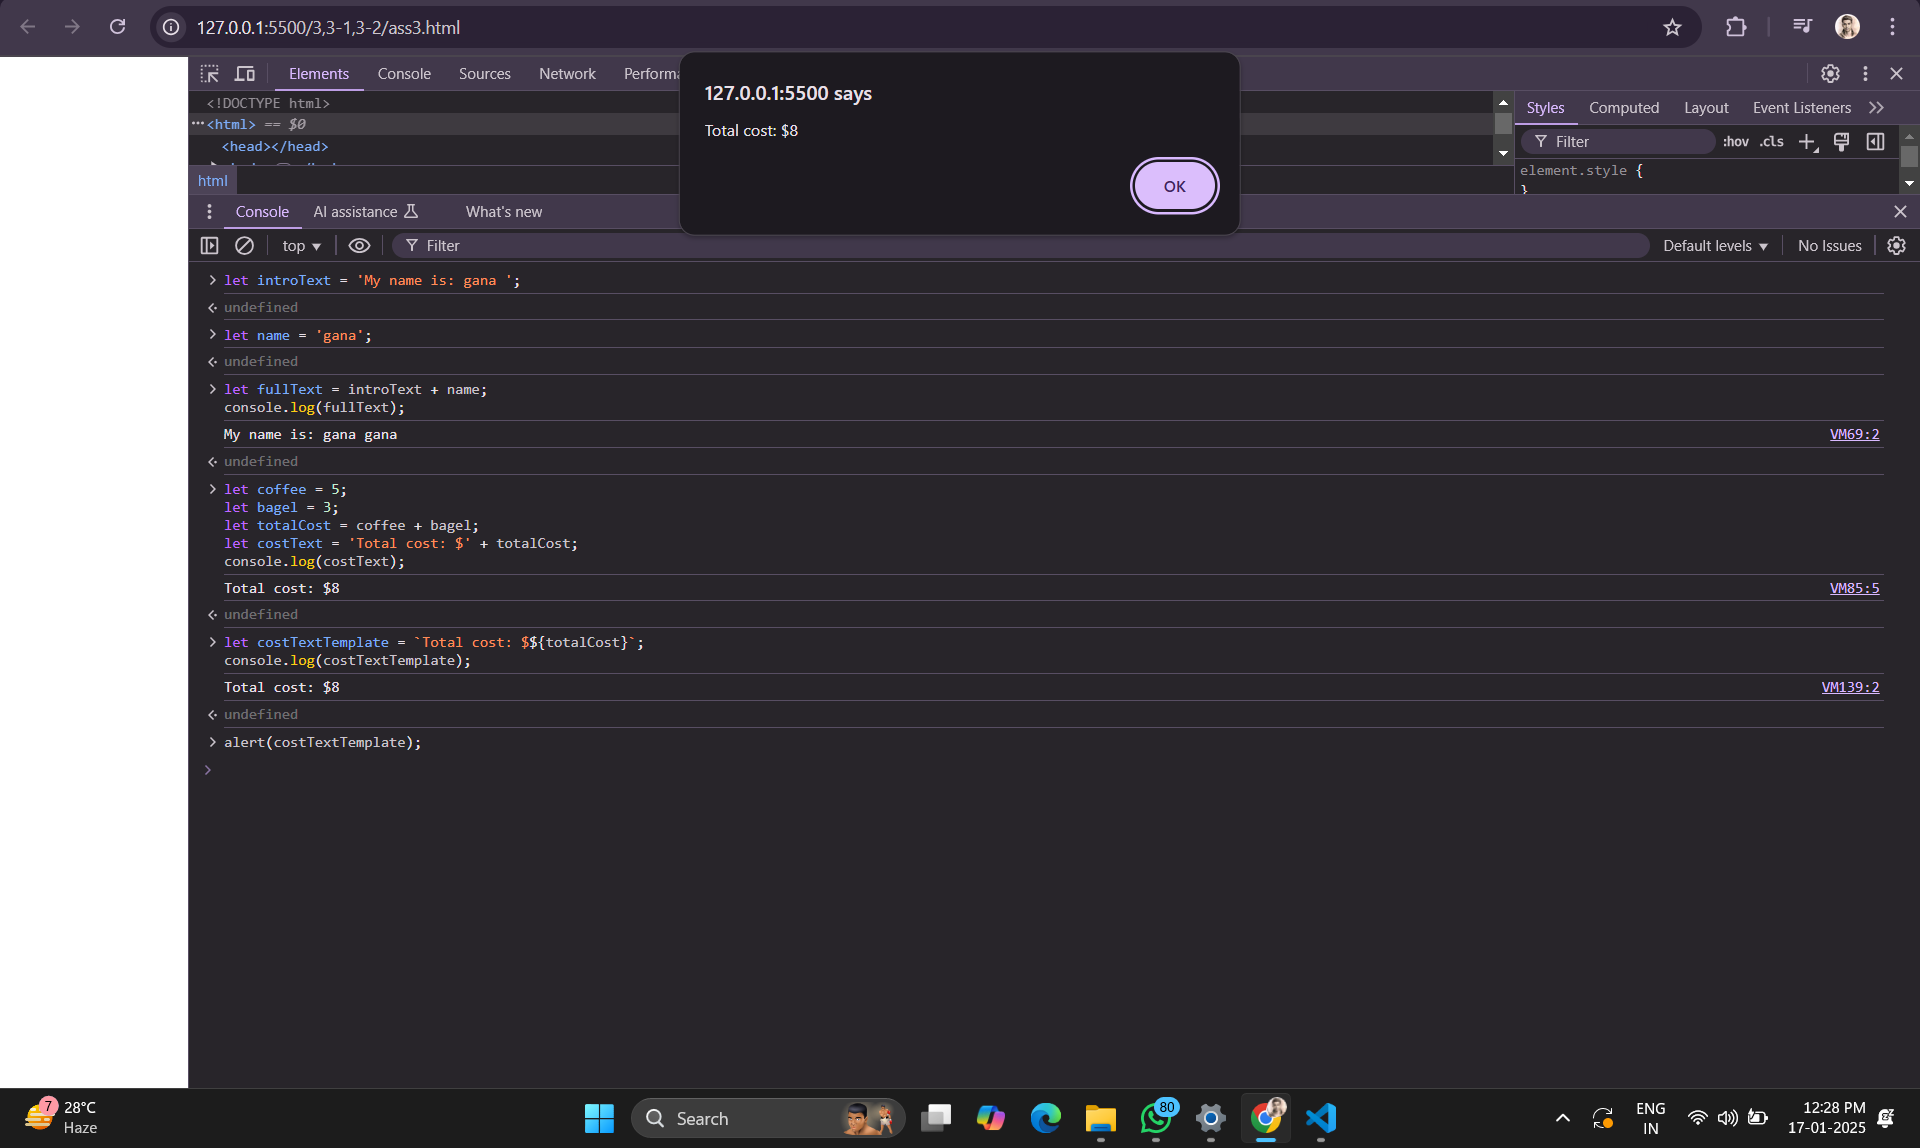 127.0.0.1:5500/3,3-1,3-2/ass3.html
Elements Console Sources Network Performa
127.0.0.1:5500 says
Total cost: $8
OK
<!DOCTYPE html>
<html> == $0
<head></head>
html
Styles Computed Layout Event Listeners
Filter :hov .cls
element.style {
}
Console AI assistance What's new
top Filter Default levels No Issues
let introText = 'My name is: gana ';
undefined
let name = 'gana';
undefined
let fullText = introText + name;
console.log(fullText);
My name is: gana gana VM69:2
undefined
let coffee = 5;
let bagel = 3;
let totalCost = coffee + bagel;
let costText = 'Total cost: $' + totalCost;
console.log(costText);
Total cost: $8 VM85:5
undefined
let costTextTemplate = `Total cost: $${totalCost}`;
console.log(costTextTemplate);
Total cost: $8 VM139:2
undefined
alert(costTextTemplate);
7
28°C
Haze
Search
80
ENG
IN
12:28 PM
17-01-2025